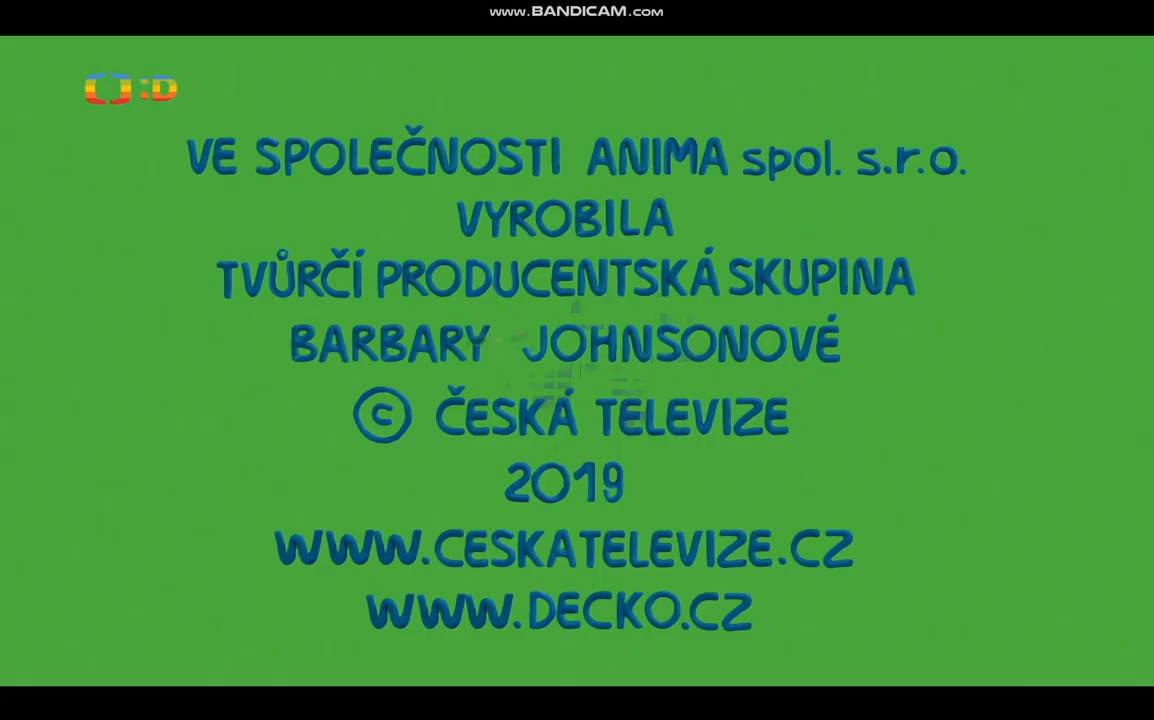 www.BANDICAM.com
:D
VE SPOLEČNOSTI ANIMA spol. s.r.o.
VYROBILA
TVŮRČÍ PRODUCENTSKÁ SKUPINA
BARBARY JOHNSONOVÉ
© ČESKÁ TELEVIZE
2019
WWW.CESKATELEVIZE.CZ
WWW.DECKO.CZ